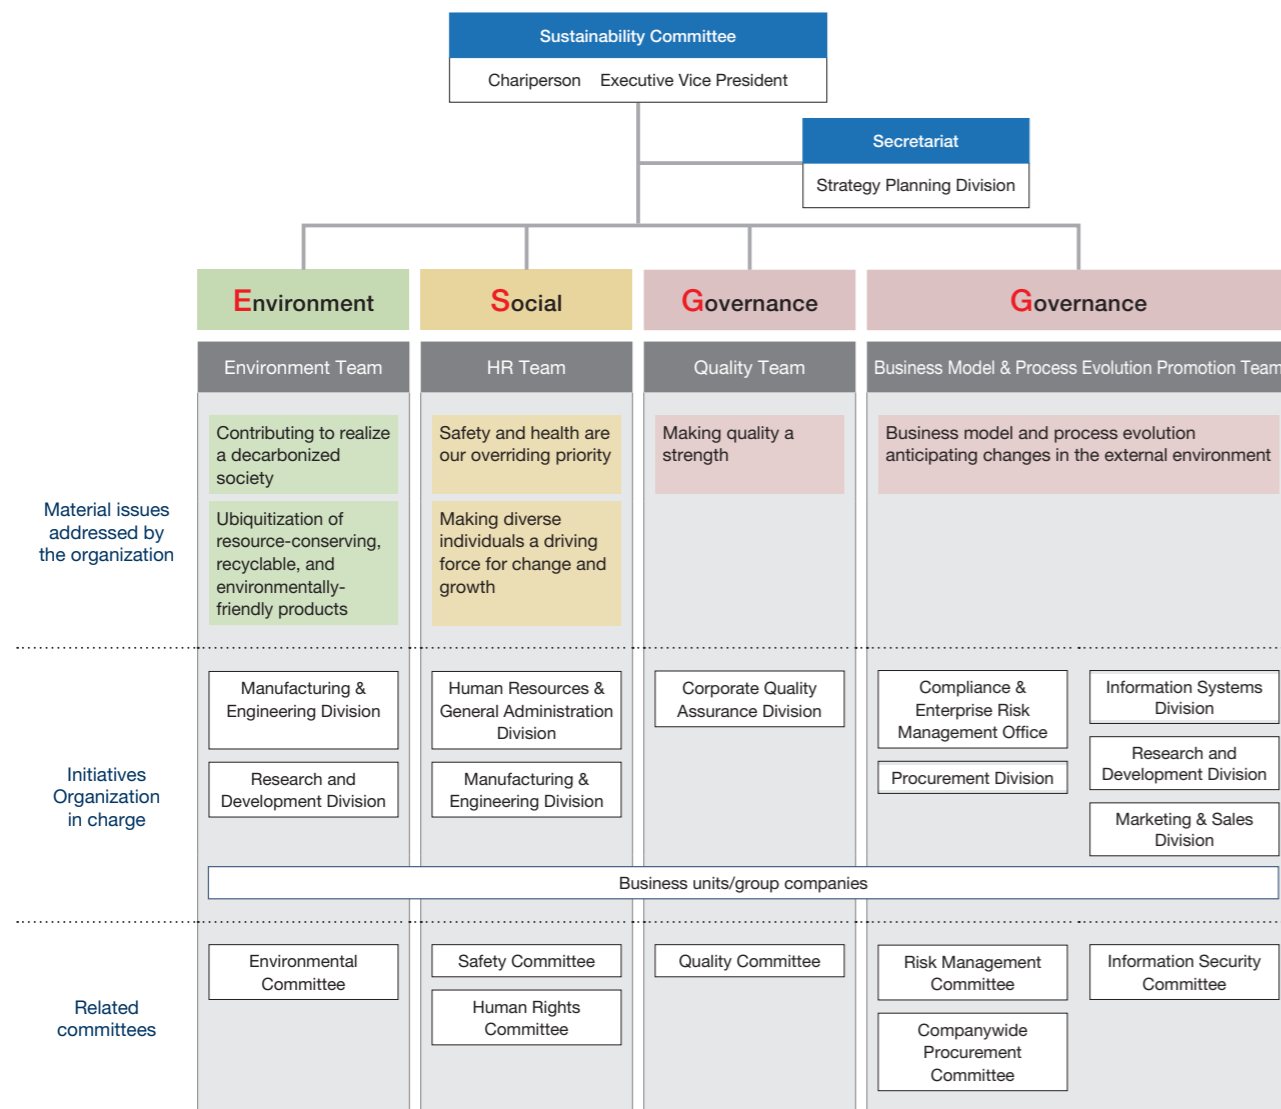 Sustainability Committee
Chariperson Executive Vice President
Secretariat
Strategy Planning Division
Environment
Social
Governance
Governance
Environment Team
HR Team
Quality Team
Business Model & Process Evolution Promotion Team
Material issues
addressed by
the organization
Contributing to realize
a decarbonized
society
Ubiquitization of
resource-conserving,
recyclable, and
environmentally-
friendly products
Safety and health are
our overriding priority
Making diverse
individuals a driving
force for change and
growth
Making quality a
strength
Business model and process evolution
anticipating changes in the external environment
Initiatives
Organization
in charge
Manufacturing &
Engineering Division
Research and
Development Division
Human Resources &
General Administration
Division
Manufacturing &
Engineering Division
Corporate Quality
Assurance Division
Compliance &
Enterprise Risk
Management Office
Procurement Division
Information Systems
Division
Research and
Development Division
Marketing & Sales
Division
Business units/group companies
Related
committees
Environmental
Committee
Safety Committee
Human Rights
Committee
Quality Committee
Risk Management
Committee
Companywide
Procurement
Committee
Information Security
Committee